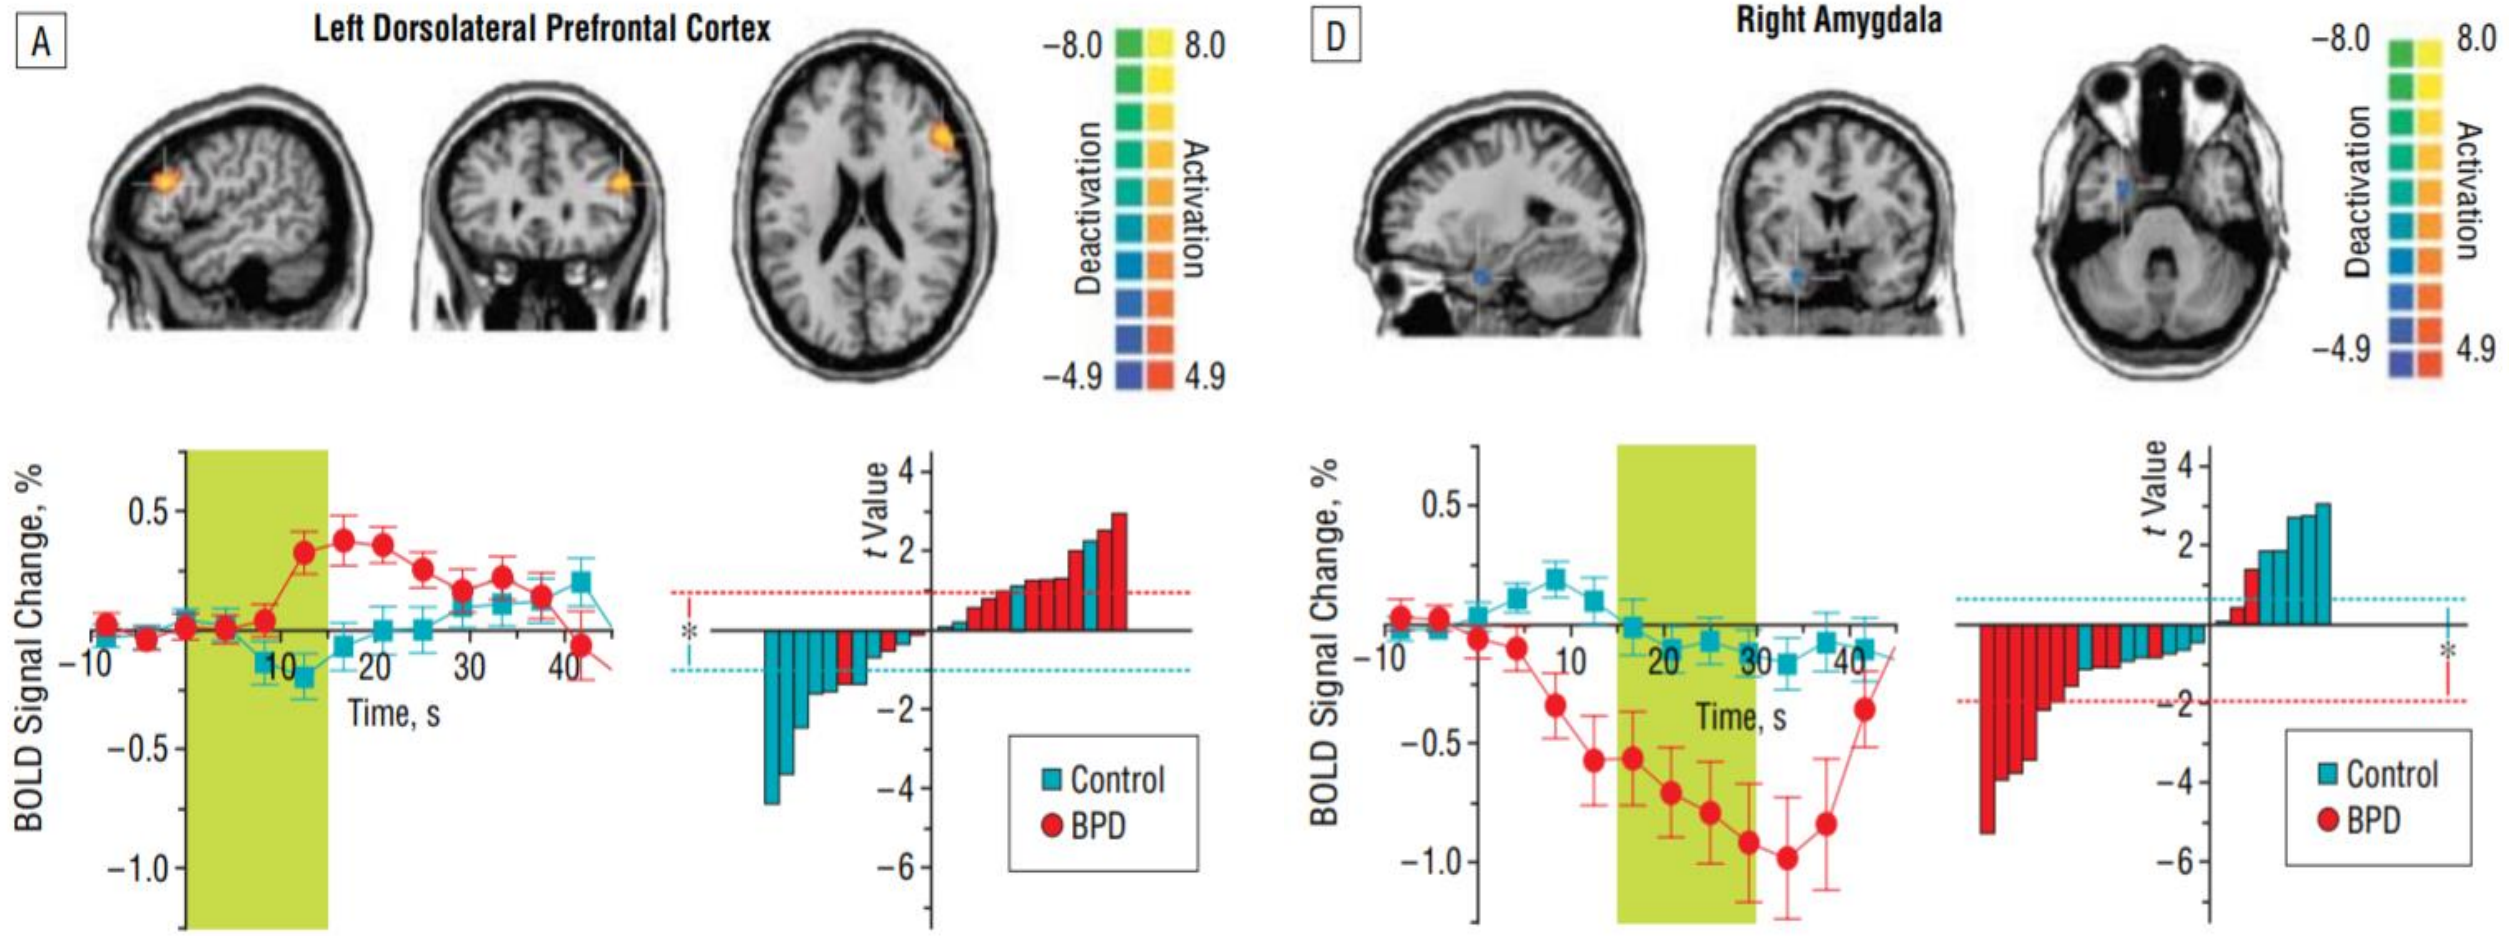 A
Left Dorsolateral Prefrontal Cortex
−8.0
8.0
Deactivation
Activation
−4.9
4.9
BOLD Signal Change, %
0.5
−0.5
−1.0
−10
10
20
30
40
Time, s
t Value
4
2
−2
−4
−6
*
Control
BPD
D
Right Amygdala
−8.0
8.0
Deactivation
Activation
−4.9
4.9
BOLD Signal Change, %
0.5
−0.5
−1.0
−10
10
20
30
40
Time, s
t Value
4
2
−2
−4
−6
*
Control
BPD